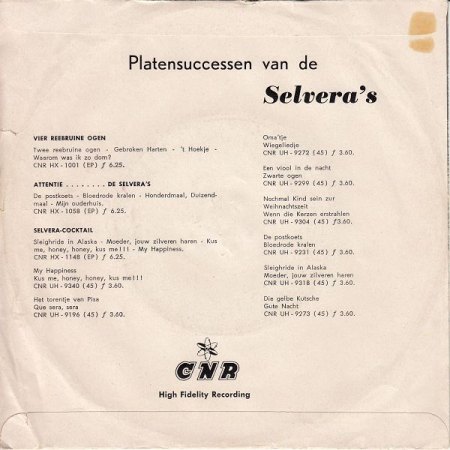 Platensuccessen van de
Selvera's
VIER REEBRUINE OGEN
Twee reebruine ogen - Gebroken Harten - 't Hoekje -
Waarom was ik zo dom?
CNR HX - 1001 (EP) ƒ 6.25.
ATTENTIE . . . . . . . . DE SELVERA'S
De postkoets - Bloedrode kralen - Honderdmaal, Duizend-
maal - Mijn ouderhuis.
CNR HX - 1058 (EP) ƒ 6.25.
SELVERA-COCKTAIL
Sleighride in Alaska - Moeder, jouw zilveren haren - Kus
me, honey, honey, kus me!!! - My Happiness.
CNR HX - 1148 (EP) ƒ 6.25.
My Happiness
Kus me, honey, honey, kus me!!!
CNR UH - 9340 (45) ƒ 3.60.
Het torentje van Pisa
Que sera, sera
CNR UH - 9196 (45) ƒ 3.60.
Oma'tje
Wiegeliedje
CNR UH - 9272 (45) ƒ 3.60.
Een viool in de nacht
Zwarte ogen
CNR UH - 9299 (45) ƒ 3.60.
Nochmal Kind sein zur
Weihnachtszeit
Wenn die Kerzen erstrahlen
CNR UH - 9304 (45) ƒ3.60.
De postkoets
Bloedrode kralen
CNR UH - 9231 (45) ƒ 3.60.
Sleighride in Alaska
Moeder, jouw zilveren haren
CNR UH - 9318 (45) ƒ 3.60.
Die gelbe Kutsche
Gute Nacht
CNR UH - 9273 (45) ƒ 3.60.
CNR
High Fidelity Recording